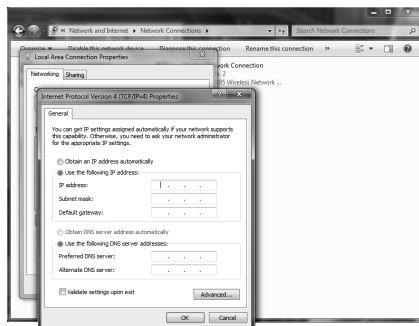 « Network and Internet ▸ Network Connections ▸
Search Network Connections
Organize Disable this network device Diagnose this connection Rename this connection »
Local Area Connection Properties
Networking Sharing
Internet Protocol Version 4 (TCP/IPv4) Properties
General
You can get IP settings assigned automatically if your network supports
this capability. Otherwise, you need to ask your network administrator
for the appropriate IP settings.
Obtain an IP address automatically
Use the following IP address:
IP address:
Subnet mask:
Default gateway:
Obtain DNS server address automatically
Use the following DNS server addresses:
Preferred DNS server:
Alternate DNS server:
Validate settings upon exit
Advanced...
OK Cancel